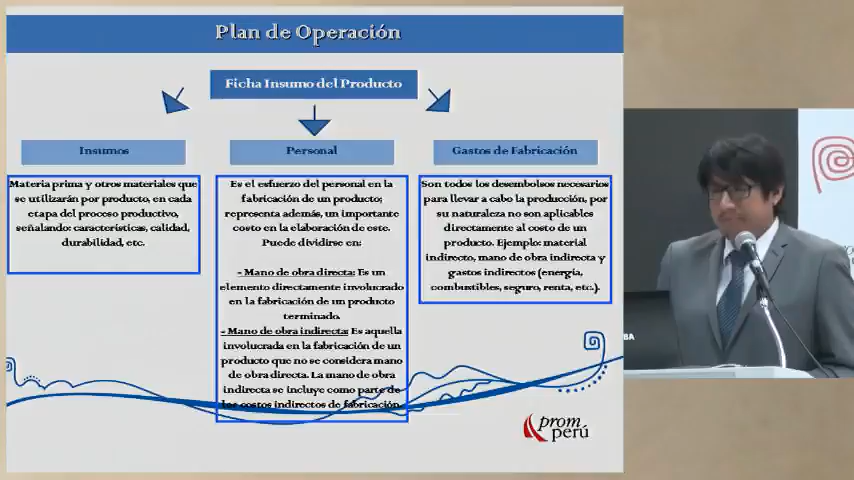 Plan de Operación
Ficha Insumo del Producto
Insumos
Materia prima y otros materiales que
se utilizarán por producto, en cada
etapa del proceso productivo,
señalando: características, calidad,
durabilidad, etc.
Personal
Es el esfuerzo del personal en la
fabricación de un producto;
representa además, un importante
costo en la elaboración de este.
Puede dividirse en:
- Mano de obra directa: Es un
elemento directamente involucrado
en la fabricación de un producto
terminado.
- Mano de obra indirecta: Es aquella
involucrada en la fabricación de un
producto que no se considera mano
de obra directa. La mano de obra
indirecta se incluye como parte de
los costos indirectos de fabricación.
Gastos de Fabricación
Son todos los desembolsos necesarios
para llevar a cabo la producción, por
su naturaleza no son aplicables
directamente al costo de un
producto. Ejemplo: material
indirecto, mano de obra indirecta y
gastos indirectos (energía,
combustibles, seguro, renta, etc.).
prom
perú